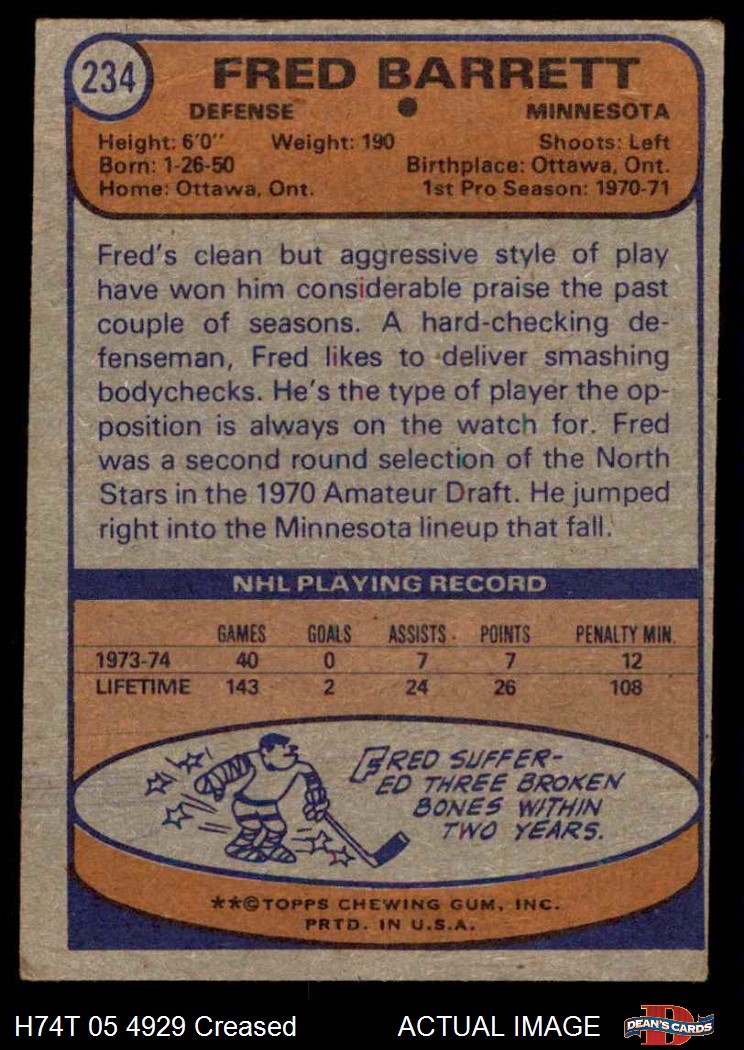 234
FRED BARRETT
DEFENSE ● MINNESOTA
Height: 6'0" Weight: 190 Shoots: Left
Born: 1-26-50 Birthplace: Ottawa, Ont.
Home: Ottawa, Ont. 1st Pro Season: 1970-71
Fred's clean but aggressive style of play
have won him considerable praise the past
couple of seasons. A hard-checking de-
fenseman, Fred likes to deliver smashing
bodychecks. He's the type of player the op-
position is always on the watch for. Fred
was a second round selection of the North
Stars in the 1970 Amateur Draft. He jumped
right into the Minnesota lineup that fall.
NHL PLAYING RECORD
GAMES GOALS ASSISTS POINTS PENALTY MIN.
1973-74 40 0 7 7 12
LIFETIME 143 2 24 26 108
FRED SUFFER-
ED THREE BROKEN
BONES WITHIN
TWO YEARS.
**©TOPPS CHEWING GUM, INC.
PRTD. IN U.S.A.
H74T 05 4929 Creased ACTUAL IMAGE D DEAN'S CARDS